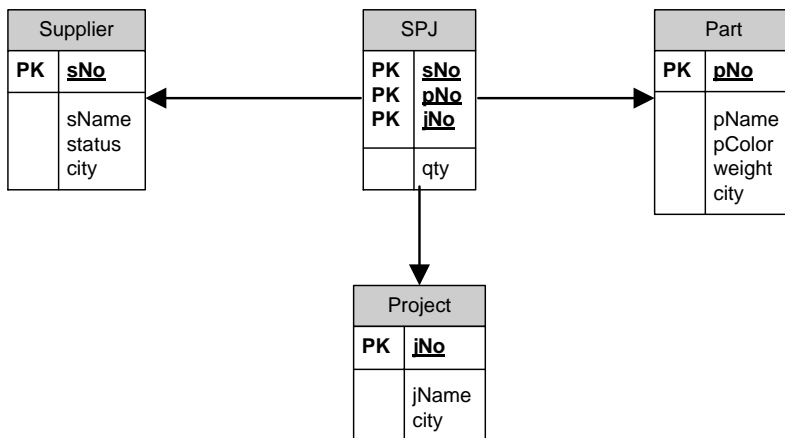 Supplier
PK sNo
sName
status
city
SPJ
PK sNo
PK pNo
PK jNo
qty
Part
PK pNo
pName
pColor
weight
city
Project
PK jNo
jName
city